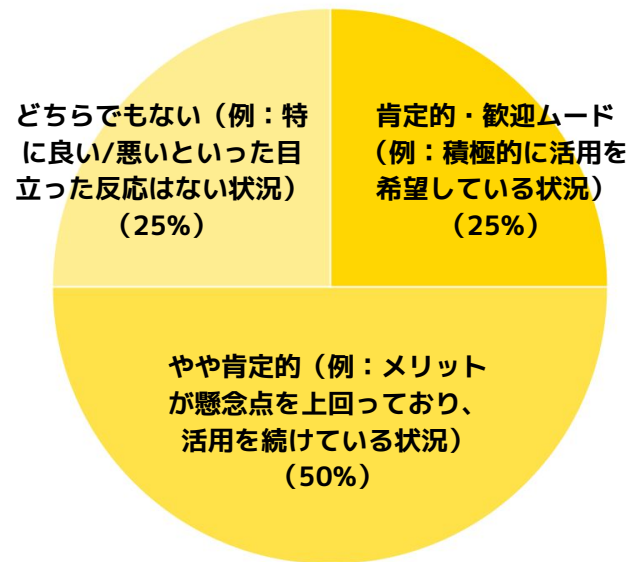 どちらでもない（例：特
に良い/悪いといった目
立った反応はない状況）
（25%）
肯定的・歓迎ムード
（例：積極的に活用を
希望している状況）
（25%）
やや肯定的（例：メリット
が懸念点を上回っており、
活用を続けている状況）
（50%）